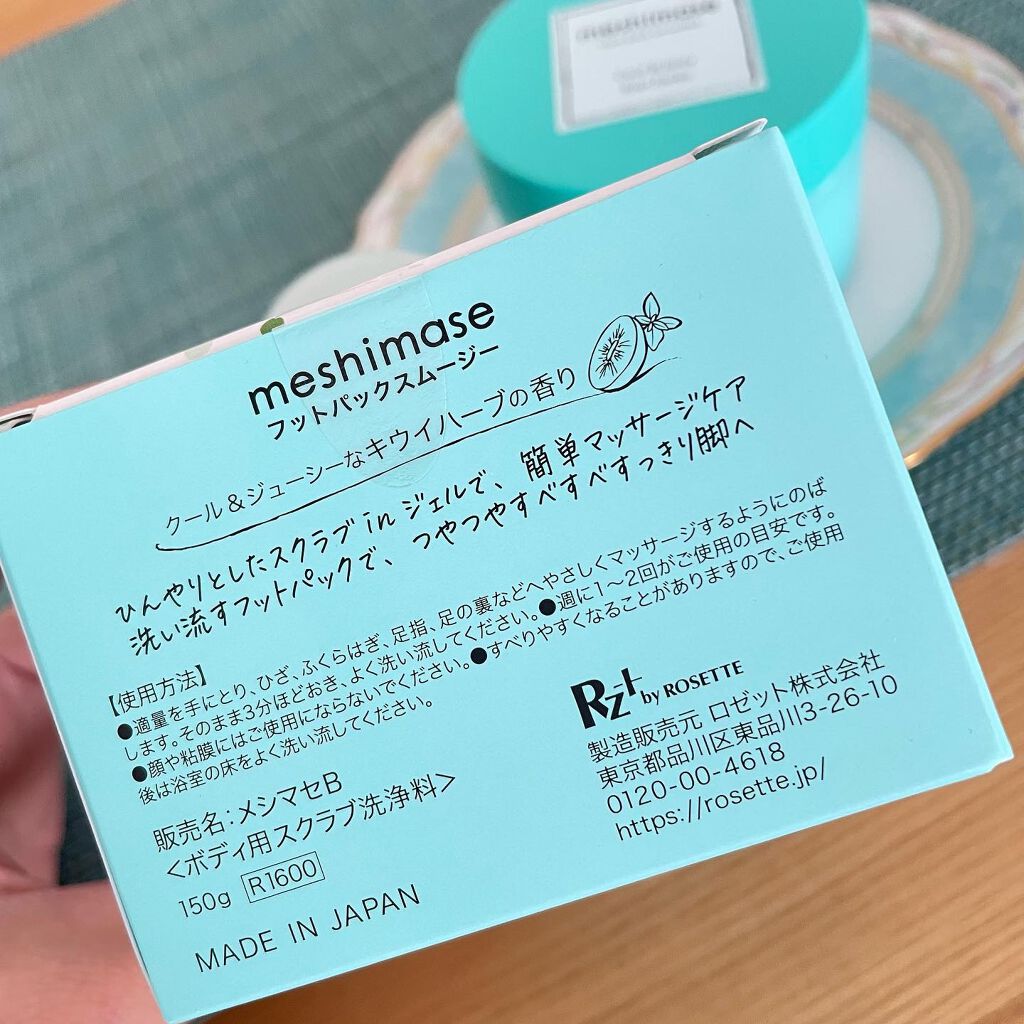 meshimase
meshimase
フットパックスムージー
クール&ジューシーなキウイハーブの香り
ひんやりとしたスクラブinジェルで、簡単マッサージケア
洗い流すフットパックで、つやつやすべすべすっきり脚へ
【使用方法】
●適量を手にとり、ひざ、ふくらはぎ、足指、足の裏などへやさしくマッサージするようにのば
します。そのまま3分ほどおき、よく洗い流してください。●週に1〜2回がご使用の目安です。
●顔や粘膜にはご使用にならないでください。●すべりやすくなることがありますので、ご使用
後は浴室の床をよく洗い流してください。
販売名:メシマセB
<ボディ用スクラブ洗浄料>
150g R1600
MADE IN JAPAN
Rz+ by ROSETTE
製造販売元 ロゼット株式会社
東京都品川区東品川3-26-10
0120-00-4618
https://rosette.jp/